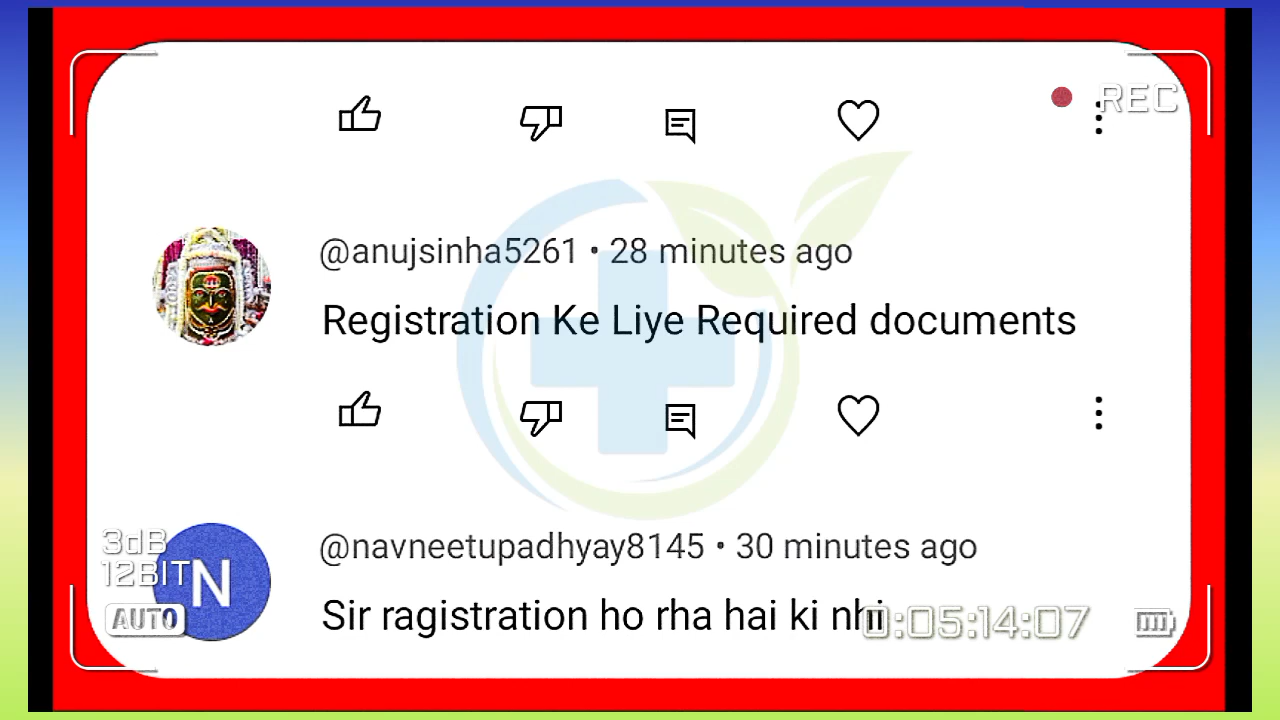 REC
@anujsinha5261 • 28 minutes ago
Registration Ke Liye Required documents
@navneetupadhyay8145 • 30 minutes ago
3dB
12BIT
N
Sir ragistration ho rha hai ki nhi
AUTO
0:05:14:07